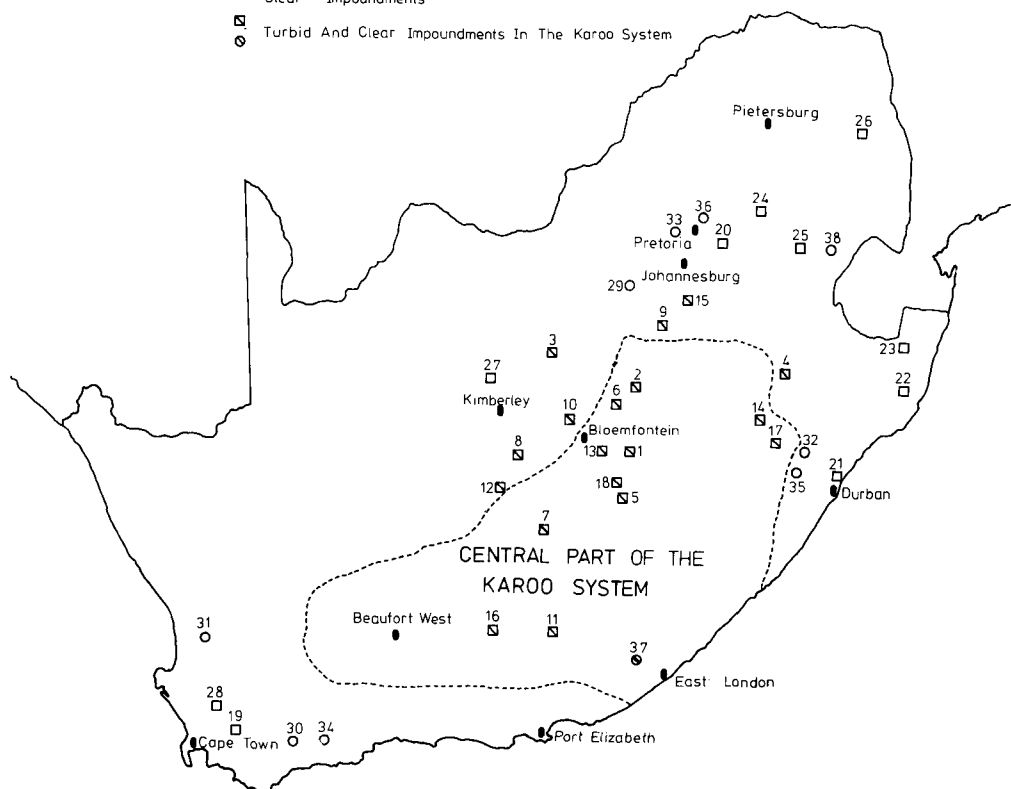 Clear Impoundments
Turbid And Clear Impoundments In The Karoo System
Pietersburg
26
24
36
33
20
Pretoria
25
38
Johannesburg
29
15
9
3
23
4
27
2
22
Kimberley
6
10
14
Bloemfontein
17
32
8
13
1
35
21
12
18
5
Durban
7
CENTRAL PART OF THE
KAROO SYSTEM
Beaufort West
16
11
31
37
East London
28
19
30
34
Cape Town
Port Elizabeth